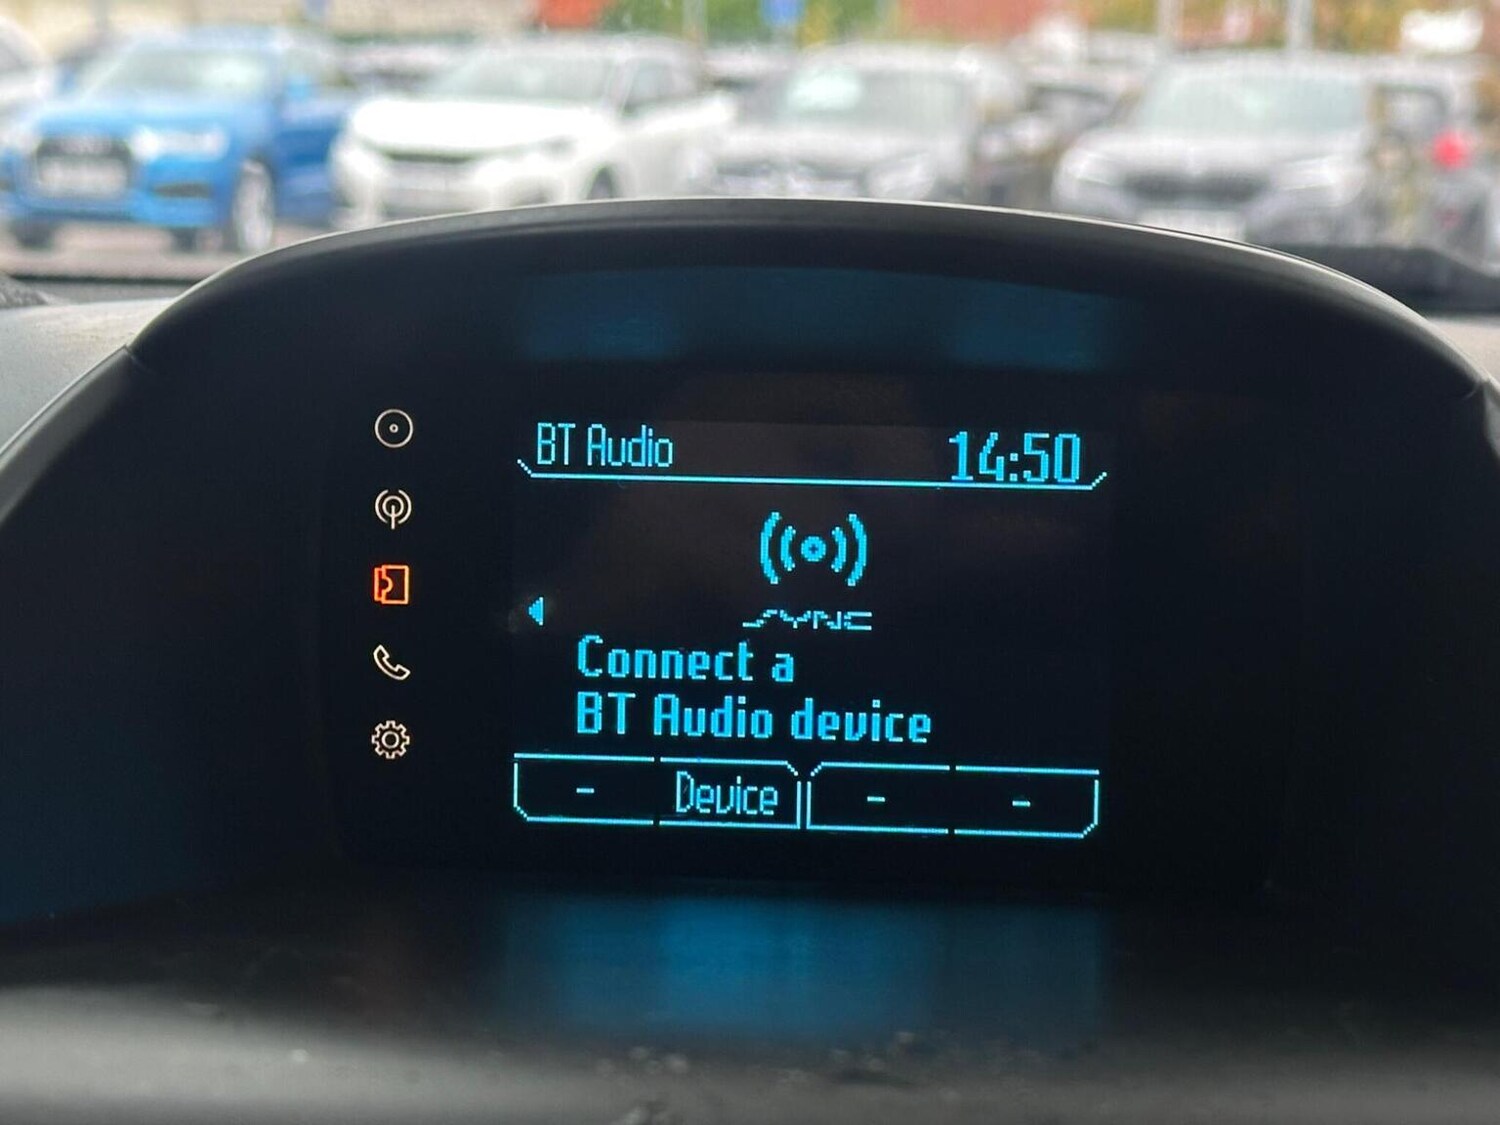 BT Audio 14:50
SYNC
Connect a
BT Audio device
- Device - -